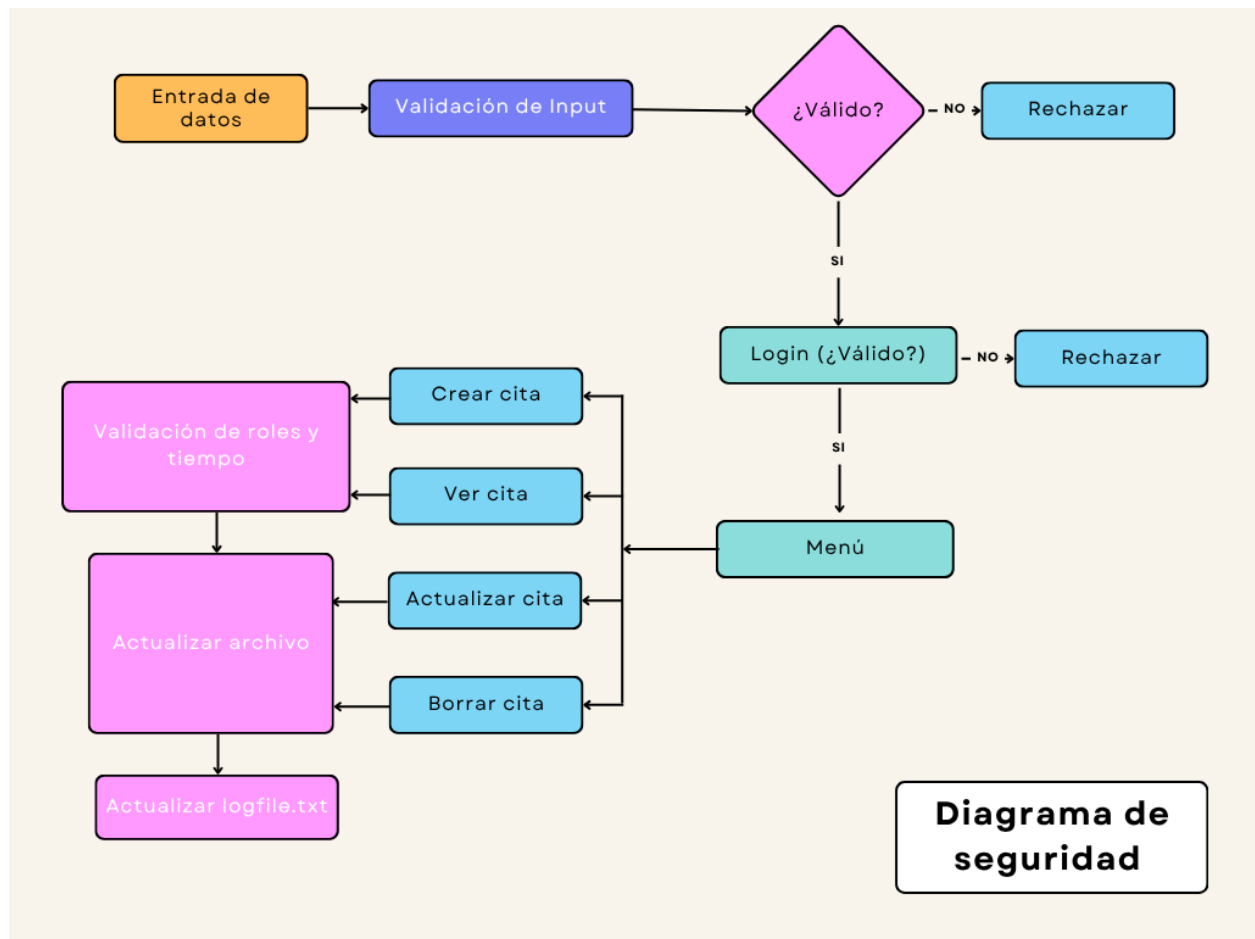 Entrada de
datos
Validación de Input
¿Válido?
NO
Rechazar
SI
Login (¿Válido?)
NO
Rechazar
SI
Menú
Crear cita
Ver cita
Actualizar cita
Borrar cita
Validación de roles y
tiempo
Actualizar archivo
Actualizar logfile.txt
Diagrama de
seguridad